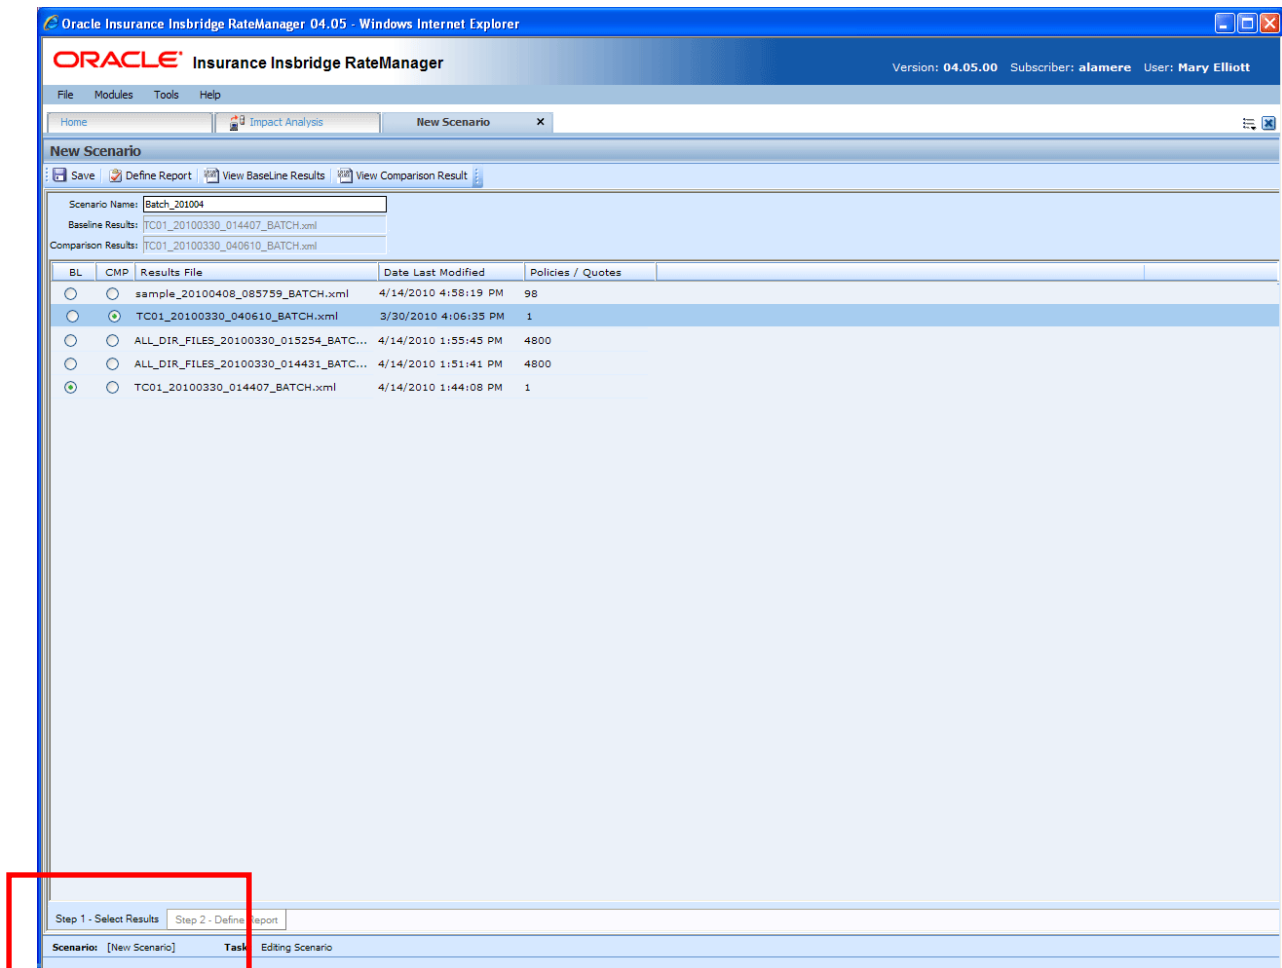 Oracle Insurance Insbridge RateManager 04.05 - Windows Internet Explorer
ORACLE Insurance Insbridge RateManager
Version: 04.05.00 Subscriber: alamere User: Mary Elliott
File Modules Tools Help
Home Impact Analysis New Scenario x
New Scenario
Save Define Report View BaseLine Results View Comparison Result
Scenario Name: Batch_201004
Baseline Results: TC01_20100330_014407_BATCH.xml
Comparison Results: TC01_20100330_040610_BATCH.xml
BL CMP Results File Date Last Modified Policies / Quotes
sample_20100408_085759_BATCH.xml 4/14/2010 4:58:19 PM 98
TC01_20100330_040610_BATCH.xml 3/30/2010 4:06:35 PM 1
ALL_DIR_FILES_20100330_015254_BATC... 4/14/2010 1:55:45 PM 4800
ALL_DIR_FILES_20100330_014431_BATC... 4/14/2010 1:51:41 PM 4800
TC01_20100330_014407_BATCH.xml 4/14/2010 1:44:08 PM 1
Step 1 - Select Results Step 2 - Define Report
Scenario: [New Scenario] Task Editing Scenario